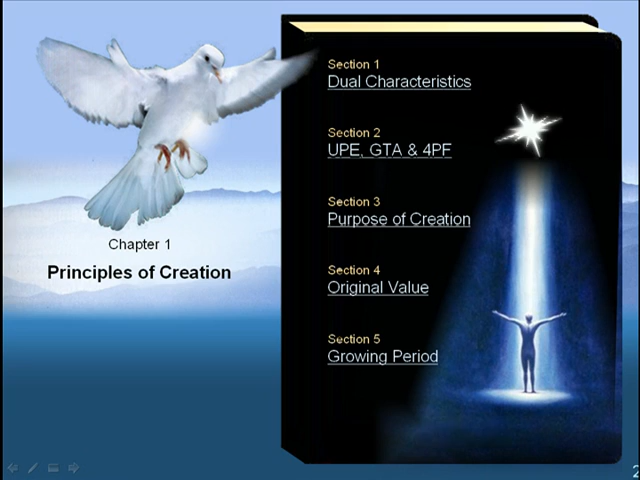 Chapter 1
Principles of Creation
Section 1
Dual Characteristics
Section 2
UPE, GTA & 4PF
Section 3
Purpose of Creation
Section 4
Original Value
Section 5
Growing Period
2